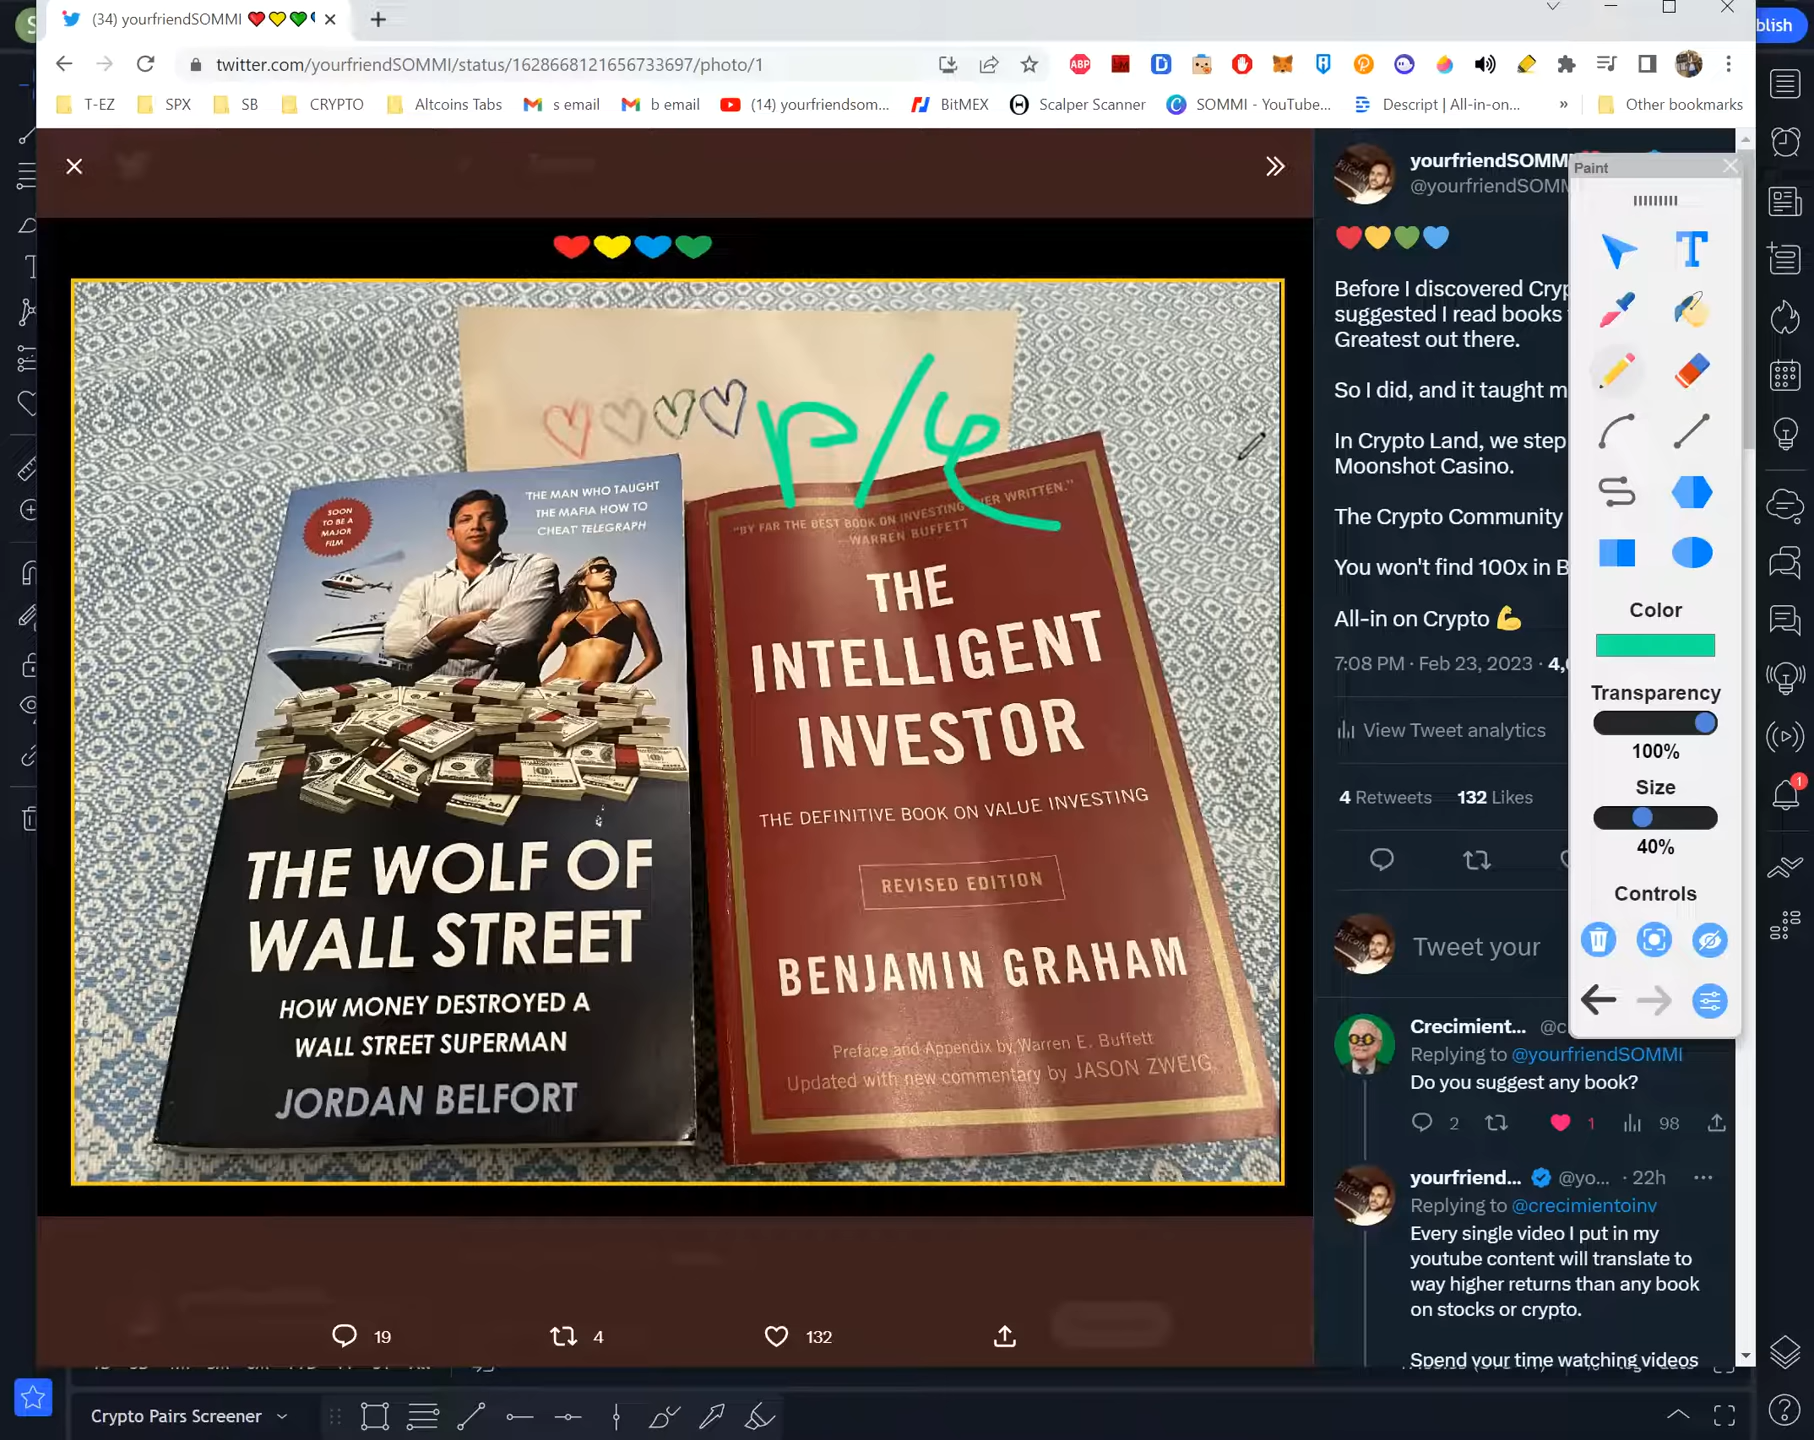 (34) yourfriendSOMMI ❤️💛💚
twitter.com/yourfriendSOMMI/status/1628668121656733697/photo/1
T-EZ
SPX
SB
CRYPTO
Altcoins Tabs
s email
b email
(14) yourfriendsom...
BitMEX
Scalper Scanner
SOMMI - YouTube...
Descript | All-in-on...
»
Other bookmarks
blish
p/e
SOON
TO BE A
MAJOR
FILM
THE MAN WHO TAUGHT
THE MAFIA HOW TO
CHEAT TELEGRAPH
THE WOLF OF
WALL STREET
HOW MONEY DESTROYED A
WALL STREET SUPERMAN
JORDAN BELFORT
"BY FAR THE BEST BOOK ON INVESTING EVER WRITTEN."
—WARREN BUFFETT
THE
INTELLIGENT
INVESTOR
THE DEFINITIVE BOOK ON VALUE INVESTING
REVISED EDITION
BENJAMIN GRAHAM
Preface and Appendix by Warren E. Buffett
Updated with new commentary by JASON ZWEIG
19
4
132
yourfriendSOMMI
@yourfriendSOMM
❤️💛💚💙
Before I discovered Cryp
suggested I read books
Greatest out there.
So I did, and it taught m
In Crypto Land, we step
Moonshot Casino.
The Crypto Community
You won't find 100x in B
All-in on Crypto 💪
7:08 PM · Feb 23, 2023 · 4,
View Tweet analytics
4 Retweets 132 Likes
Tweet your
Crecimient... @c
Replying to @yourfriendSOMMI
Do you suggest any book?
2
1
98
yourfriend... @yo... · 22h
Replying to @crecimientoinv
Every single video I put in my
youtube content will translate to
way higher returns than any book
on stocks or crypto.
Spend your time watching videos
Paint
T
Color
Transparency
100%
Size
40%
Controls
1
Crypto Pairs Screener